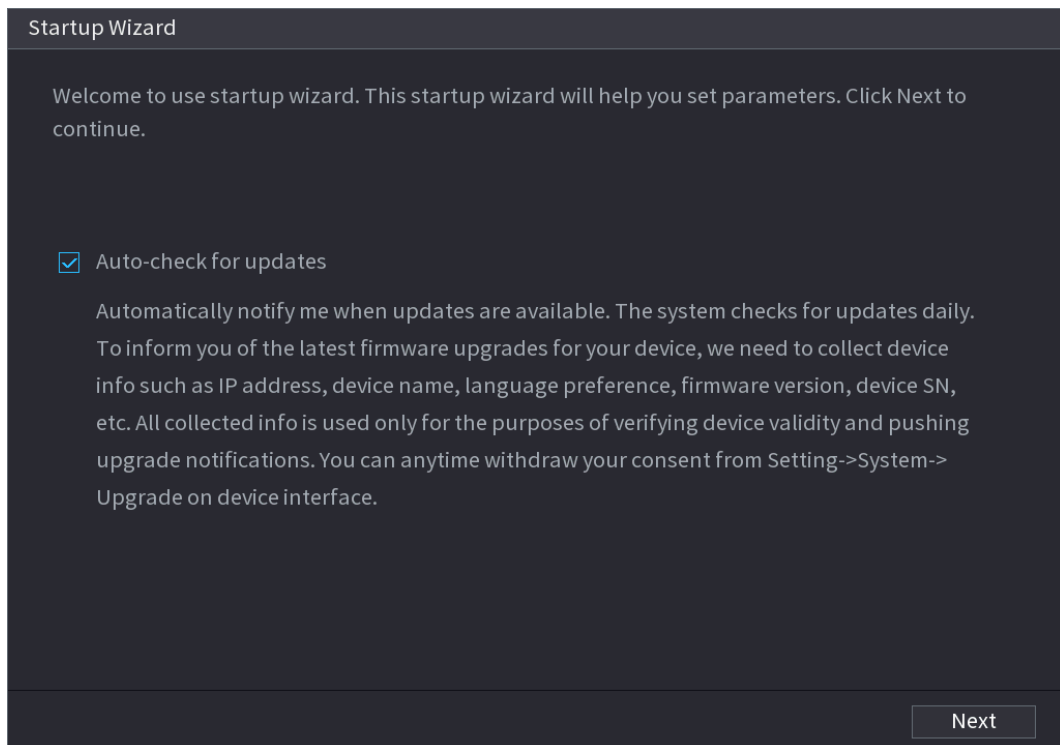 Startup Wizard
Welcome to use startup wizard. This startup wizard will help you set parameters. Click Next to
continue.
Auto-check for updates
Automatically notify me when updates are available. The system checks for updates daily.
To inform you of the latest firmware upgrades for your device, we need to collect device
info such as IP address, device name, language preference, firmware version, device SN,
etc. All collected info is used only for the purposes of verifying device validity and pushing
upgrade notifications. You can anytime withdraw your consent from Setting->System->
Upgrade on device interface.
Next